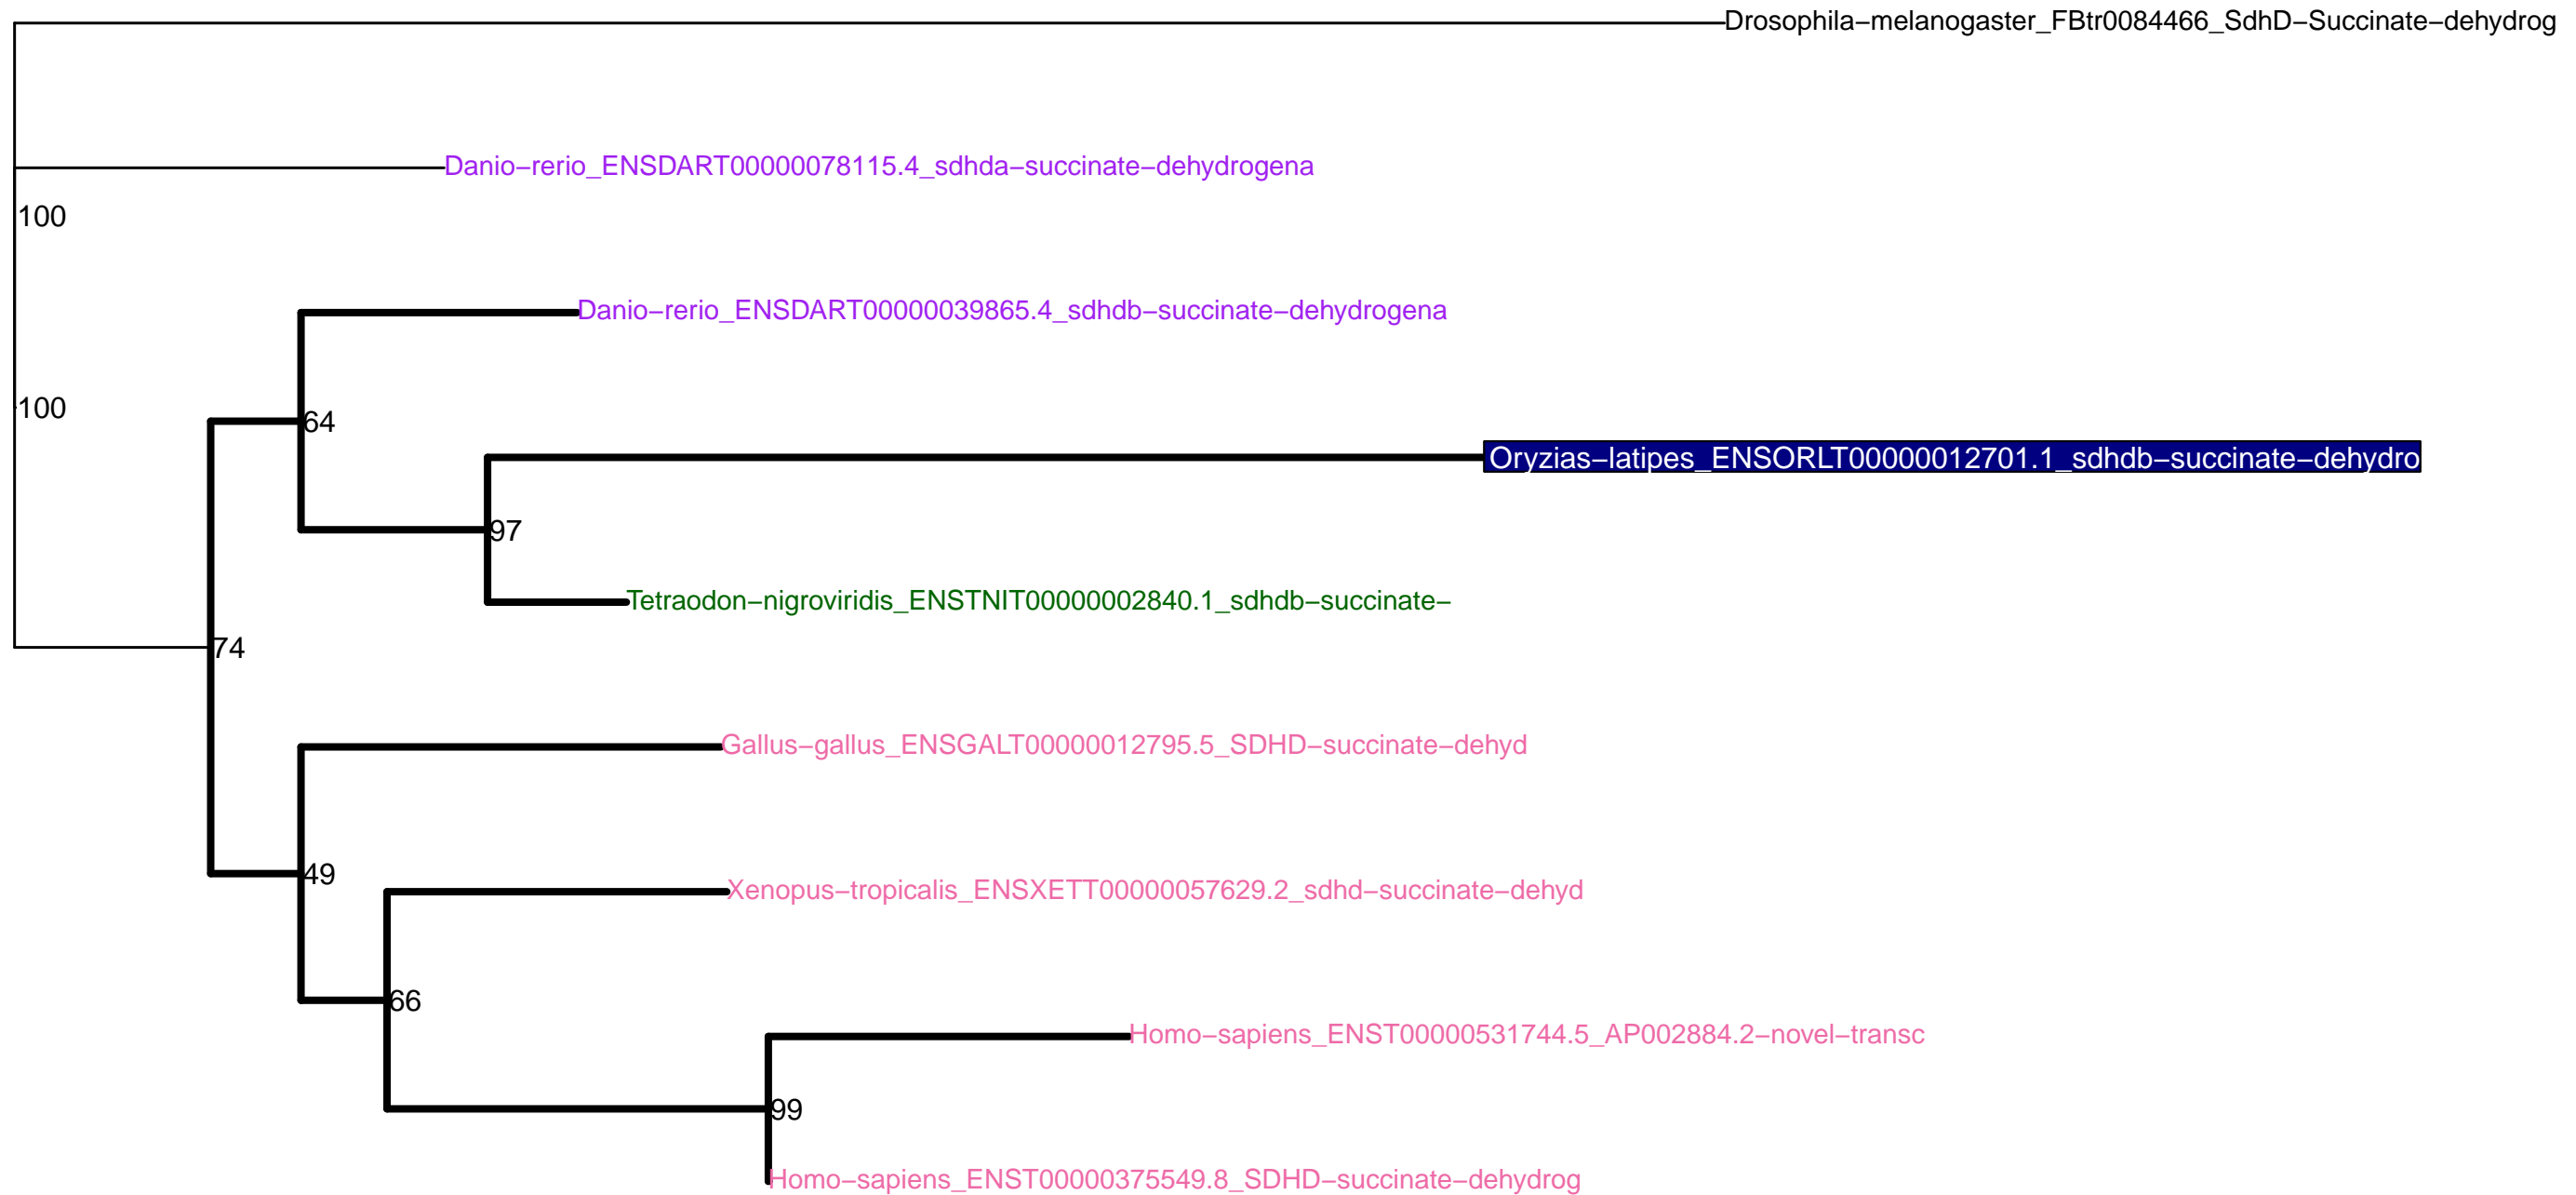 Drosophila−melanogaster_FBtr0084466_SdhD−Succinate−dehydrog
Danio−rerio_ENSDART00000078115.4_sdhda−succinate−dehydrogena
100
Danio−rerio_ENSDART00000039865.4_sdhdb−succinate−dehydrogena
100
64
Oryzias−latipes_ENSORLT00000012701.1_sdhdb−succinate−dehydro
97
Tetraodon−nigroviridis_ENSTNIT00000002840.1_sdhdb−succinate−
74
Gallus−gallus_ENSGALT00000012795.5_SDHD−succinate−dehyd
49
Xenopus−tropicalis_ENSXETT00000057629.2_sdhd−succinate−dehyd
66
Homo−sapiens_ENST00000531744.5_AP002884.2−novel−transc
99
Homo−sapiens_ENST00000375549.8_SDHD−succinate−dehydrog